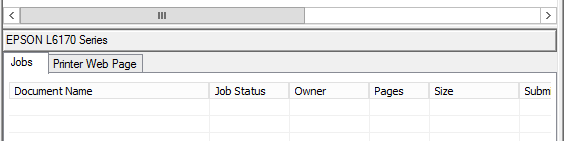 EPSON L6170 Series
Jobs Printer Web Page
Document Name Job Status Owner Pages Size Subm